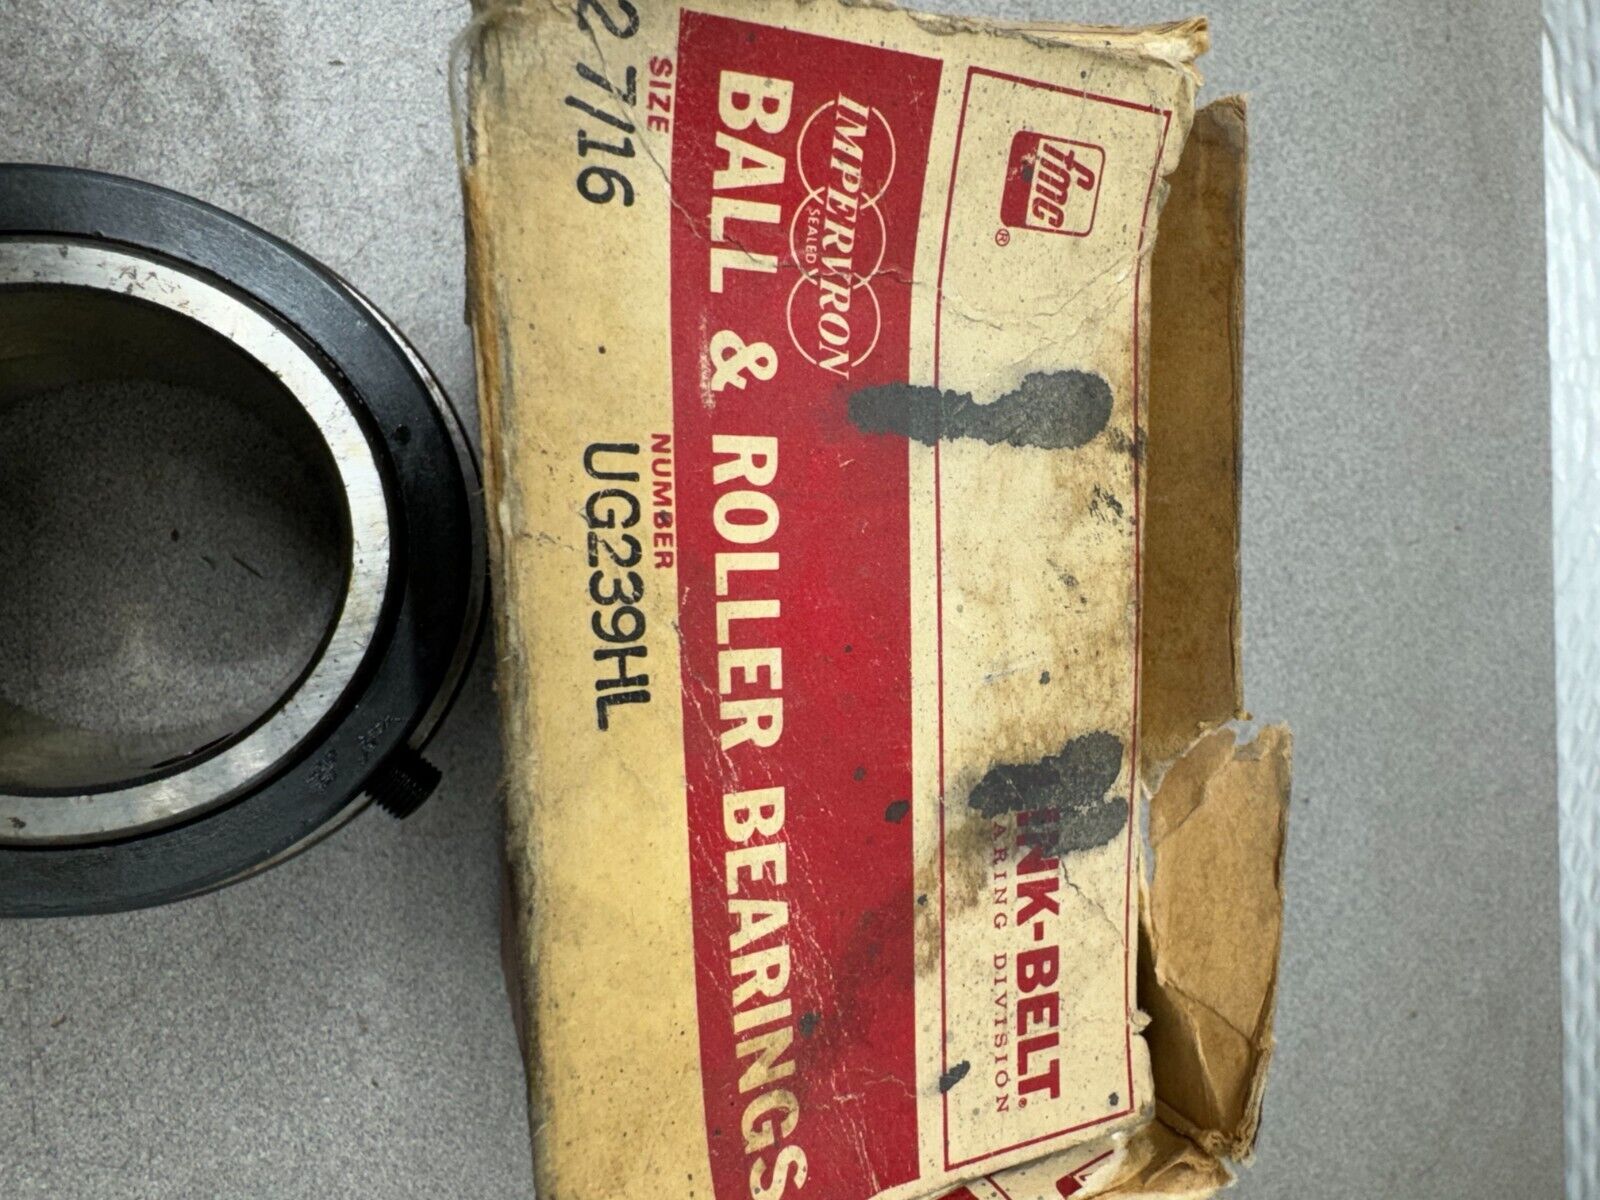 fmc ®
INK-BELT®
ARING DIVISION
IMPERVRON
SEALED
BALL & ROLLER BEARINGS
SIZE
2 7/16
NUMBER
UG239HL